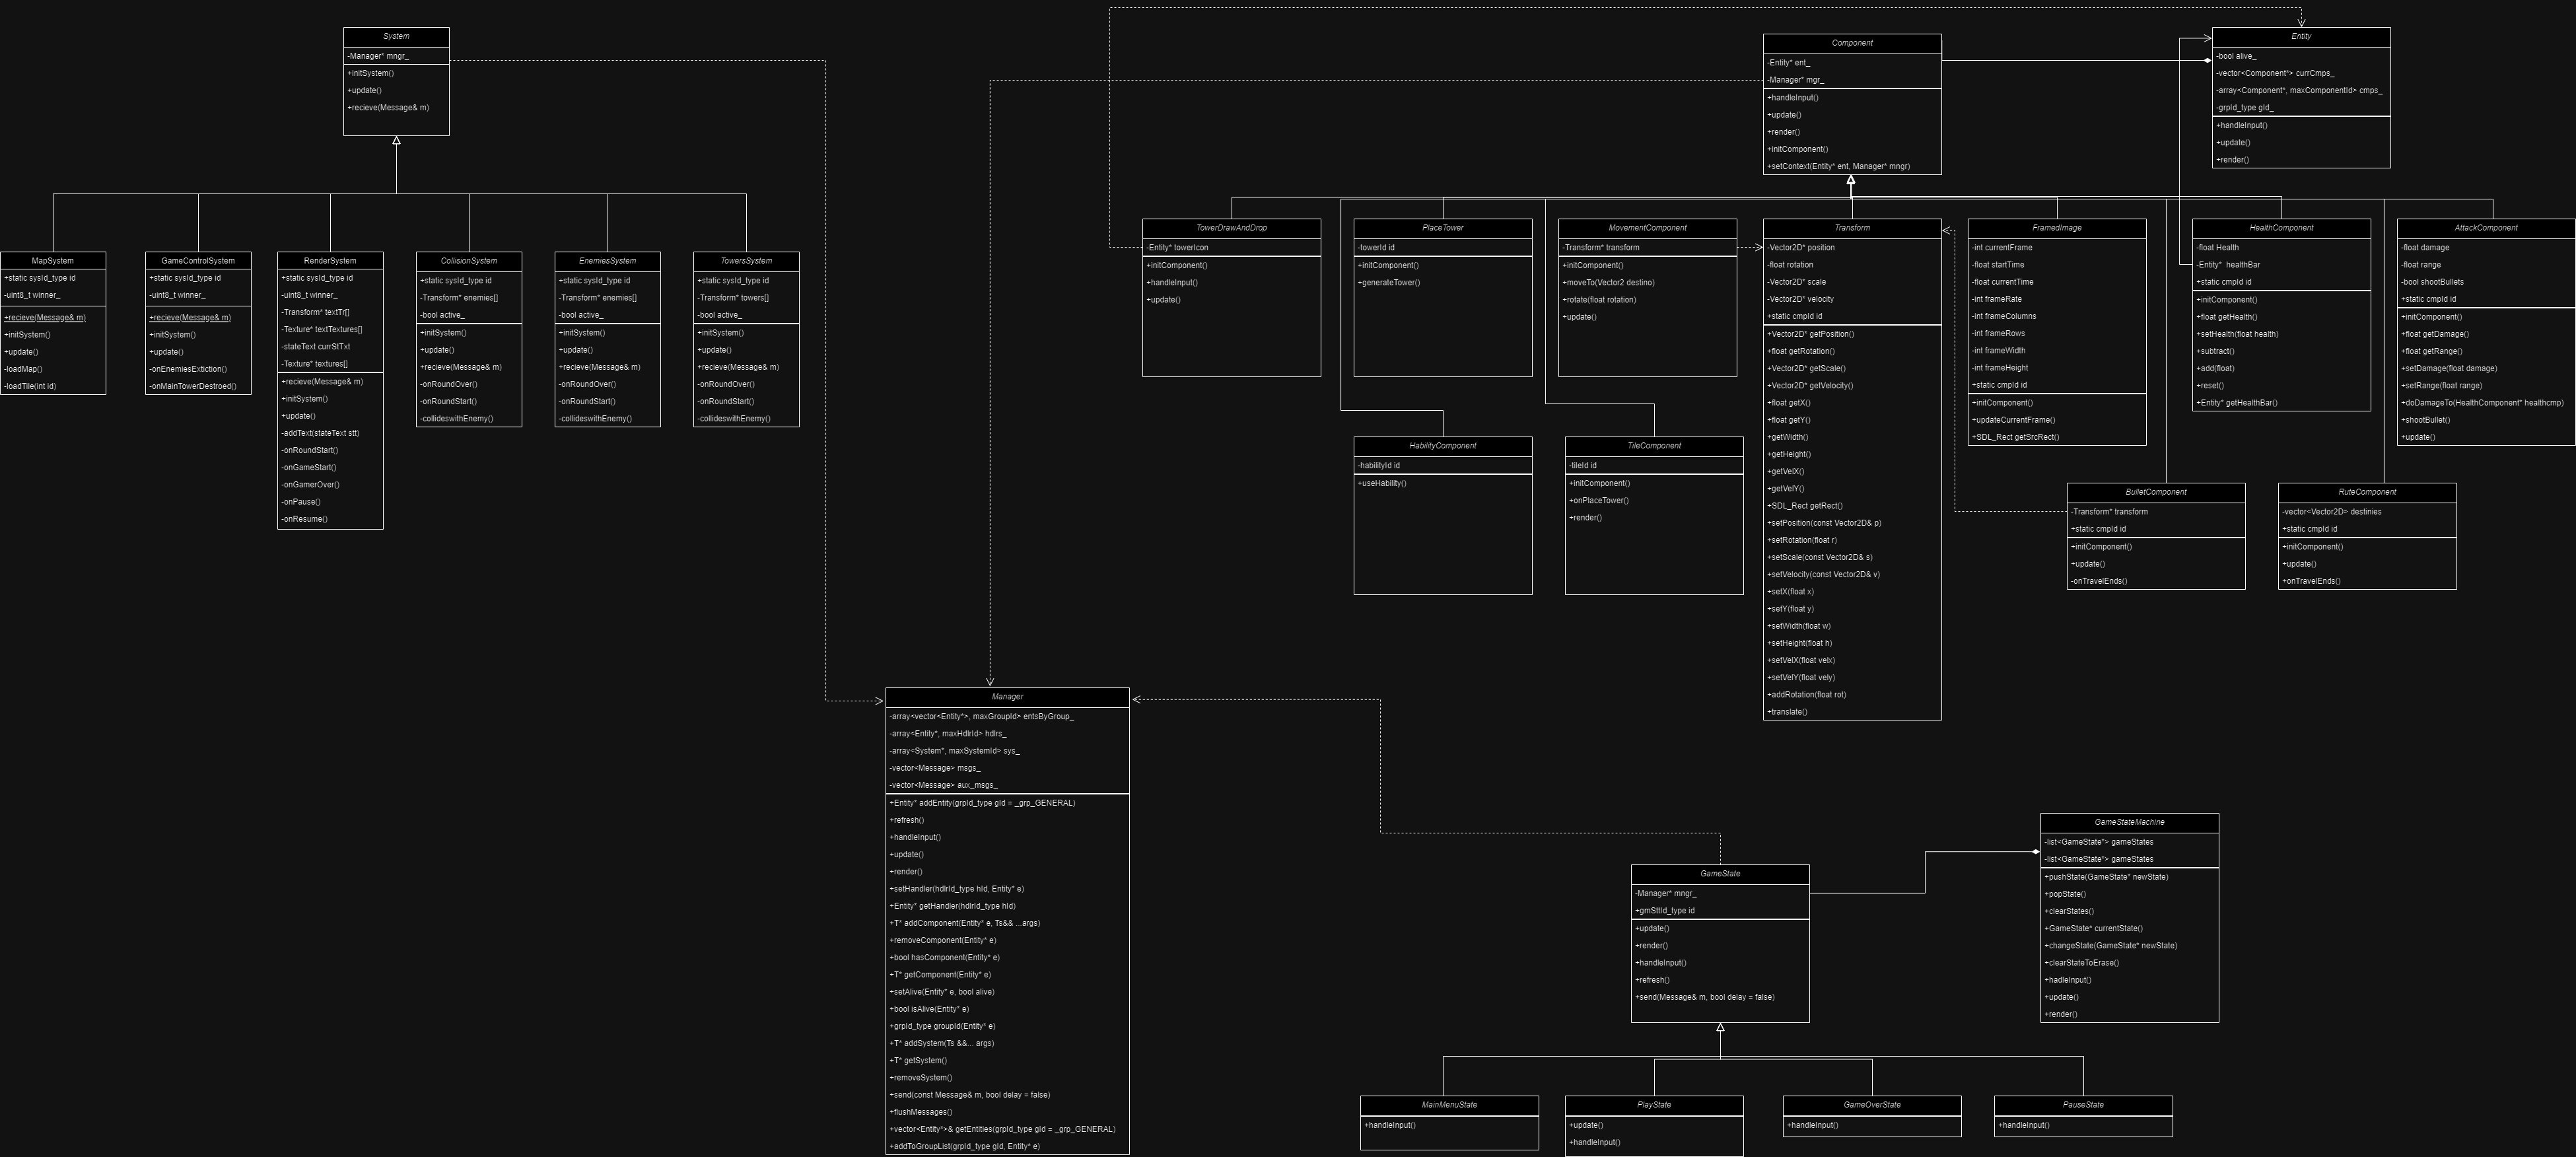 System
-Manager* mngr_
+initSystem()
+update()
+recieve(Message& m)
Component
-Entity* ent_
-Manager* mgr_
+handleInput()
+update()
+render()
+initComponent()
+setContext(Entity* ent, Manager* mngr)
Entity
-bool alive_
-vector<Component*> currCmps_
-array<Component*, maxComponentId> cmps_
-grpId_type gId_
+handleInput()
+update()
+render()
MapSystem
+static sysId_type id
-uint8_t winner_
+recieve(Message& m)
+initSystem()
+update()
-loadMap()
-loadTile(int id)
GameControlSystem
+static sysId_type id
-uint8_t winner_
+recieve(Message& m)
+initSystem()
+update()
-onEnemiesExtiction()
-onMainTowerDestroed()
RenderSystem
+static sysId_type id
-uint8_t winner_
-Transform* textTr[]
-Texture* textTextures[]
-stateText currStTxt
-Texture* textures[]
+recieve(Message& m)
+initSystem()
+update()
-addText(stateText stt)
-onRoundStart()
-onGameStart()
-onGamerOver()
-onPause()
-onResume()
CollisionSystem
+static sysId_type id
-Transform* enemies[]
-bool active_
+initSystem()
+update()
+recieve(Message& m)
-onRoundOver()
-onRoundStart()
-collideswithEnemy()
EnemiesSystem
+static sysId_type id
-Transform* enemies[]
-bool active_
+initSystem()
+update()
+recieve(Message& m)
-onRoundOver()
-onRoundStart()
-collideswithEnemy()
TowersSystem
+static sysId_type id
-Transform* towers[]
-bool active_
+initSystem()
+update()
+recieve(Message& m)
-onRoundOver()
-onRoundStart()
-collideswithEnemy()
TowerDrawAndDrop
-Entity* towerIcon
+initComponent()
+handleInput()
+update()
PlaceTower
-towerId id
+initComponent()
+generateTower()
MovementComponent
-Transform* transform
+initComponent()
+moveTo(Vector2 destino)
+rotate(float rotation)
+update()
Transform
-Vector2D* position
-float rotation
-Vector2D* scale
-Vector2D* velocity
+static cmpId id
+Vector2D* getPosition()
+float getRotation()
+Vector2D* getScale()
+Vector2D* getVelocity()
+float getX()
+float getY()
+getWidth()
+getHeight()
+getVelX()
+getVelY()
+SDL_Rect getRect()
+setPosition(const Vector2D& p)
+setRotation(float r)
+setScale(const Vector2D& s)
+setVelocity(const Vector2D& v)
+setX(float x)
+setY(float y)
+setWidth(float w)
+setHeight(float h)
+setVelX(float velx)
+setVelY(float vely)
+addRotation(float rot)
+translate()
FramedImage
-int currentFrame
-float startTime
-float currentTime
-int frameRate
-int frameColumns
-int frameRows
-int frameWidth
-int frameHeight
+static cmpId id
+initComponent()
+updateCurrentFrame()
+SDL_Rect getSrcRect()
HealthComponent
-float Health
-Entity* healthBar
+static cmpId id
+initComponent()
+float getHealth()
+setHealth(float health)
+subtract()
+add(float)
+reset()
+Entity* getHealthBar()
AttackComponent
-float damage
-float range
-bool shootBullets
+static cmpId id
+initComponent()
+float getDamage()
+float getRange()
+setDamage(float damage)
+setRange(float range)
+doDamageTo(HealthComponent* healthcmp)
+shootBullet()
+update()
HabilityComponent
-habilityId id
+useHability()
TileComponent
-tileId id
+initComponent()
+onPlaceTower()
+render()
BulletComponent
-Transform* transform
+static cmpId id
+initComponent()
+update()
-onTravelEnds()
RuteComponent
-vector<Vector2D> destinies
+static cmpId id
+initComponent()
+update()
+onTravelEnds()
Manager
-array<vector<Entity*>, maxGroupId> entsByGroup_
-array<Entity*, maxHdlrId> hdlrs_
-array<System*, maxSystemId> sys_
-vector<Message> msgs_
-vector<Message> aux_msgs_
+Entity* addEntity(grpId_type gId = _grp_GENERAL)
+refresh()
+handleInput()
+update()
+render()
+setHandler(hdlrId_type hId, Entity* e)
+Entity* getHandler(hdlrId_type hId)
+T* addComponent(Entity* e, Ts&& ...args)
+removeComponent(Entity* e)
+bool hasComponent(Entity* e)
+T* getComponent(Entity* e)
+setAlive(Entity* e, bool alive)
+bool isAlive(Entity* e)
+grpId_type groupId(Entity* e)
+T* addSystem(Ts &&... args)
+T* getSystem()
+removeSystem()
+send(const Message& m, bool delay = false)
+flushMessages()
+vector<Entity*>& getEntities(grpId_type gId = _grp_GENERAL)
+addToGroupList(grpId_type gId, Entity* e)
GameState
-Manager* mngr_
+gmSttId_type id
+update()
+render()
+handleInput()
+refresh()
+send(Message& m, bool delay = false)
GameStateMachine
-list<GameState*> gameStates
-list<GameState*> gameStates
+pushState(GameState* newState)
+popState()
+clearStates()
+GameState* currentState()
+changeState(GameState* newState)
+clearStateToErase()
+hadleInput()
+update()
+render()
MainMenuState
+handleInput()
PlayState
+update()
+handleInput()
GameOverState
+handleInput()
PauseState
+handleInput()